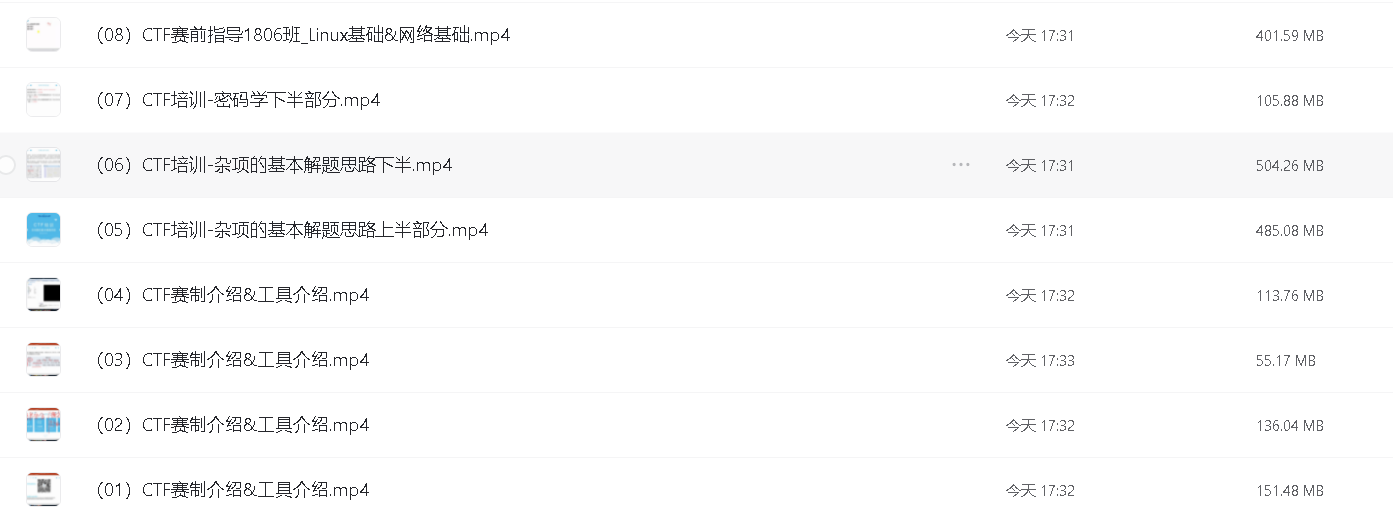 （08）CTF赛前指导1806班_Linux基础&网络基础.mp4 今天 17:31 401.59 MB
（07）CTF培训-密码学下半部分.mp4 今天 17:32 105.88 MB
（06）CTF培训-杂项的基本解题思路下半.mp4 ··· 今天 17:31 504.26 MB
（05）CTF培训-杂项的基本解题思路上半部分.mp4 今天 17:31 485.08 MB
（04）CTF赛制介绍&工具介绍.mp4 今天 17:32 113.76 MB
（03）CTF赛制介绍&工具介绍.mp4 今天 17:33 55.17 MB
（02）CTF赛制介绍&工具介绍.mp4 今天 17:32 136.04 MB
（01）CTF赛制介绍&工具介绍.mp4 今天 17:32 151.48 MB